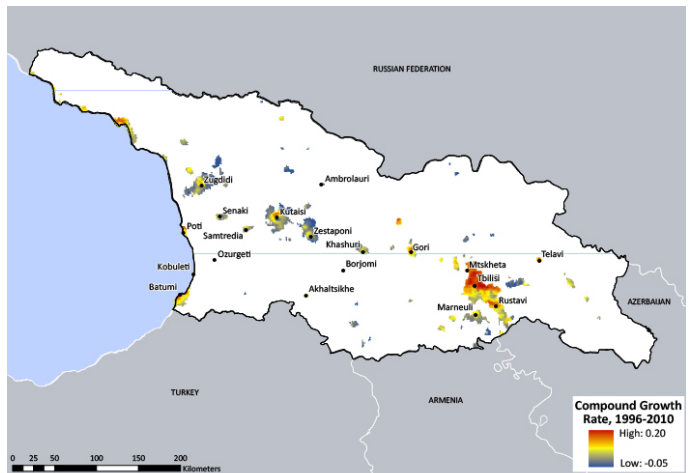 RUSSIAN FEDERATION
Ambrolauri
Zugdidi
Senaki
Kutaisi
Poti
Samtredia
Zestaponi
Khashuri
Gori
Ozurgeti
Borjomi
Mtskheta
Telavi
Kobuleti
Tbilisi
Batumi
Akhaltsikhe
Marneuli
Rustavi
AZERBAIJAN
TURKEY
ARMENIA
Compound Growth
Rate, 1996-2010
High: 0.20
Low: -0.05
0 25 50 100 150 200
Kilometers